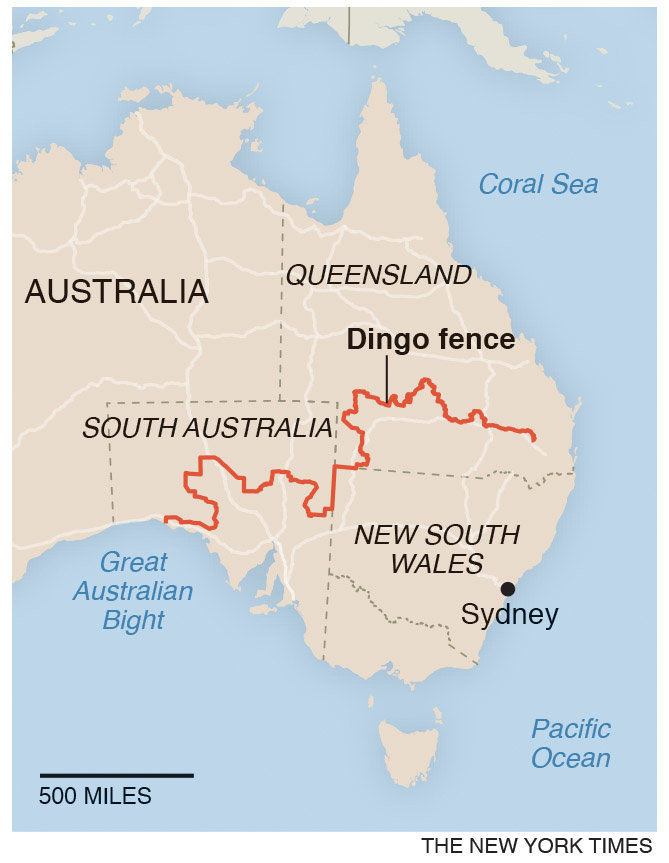 Coral Sea
QUEENSLAND
AUSTRALIA
Dingo fence
SOUTH AUSTRALIA
NEW SOUTH
WALES
Great
Australian
Bight
Sydney
Pacific
Ocean
500 MILES
THE NEW YORK TIMES